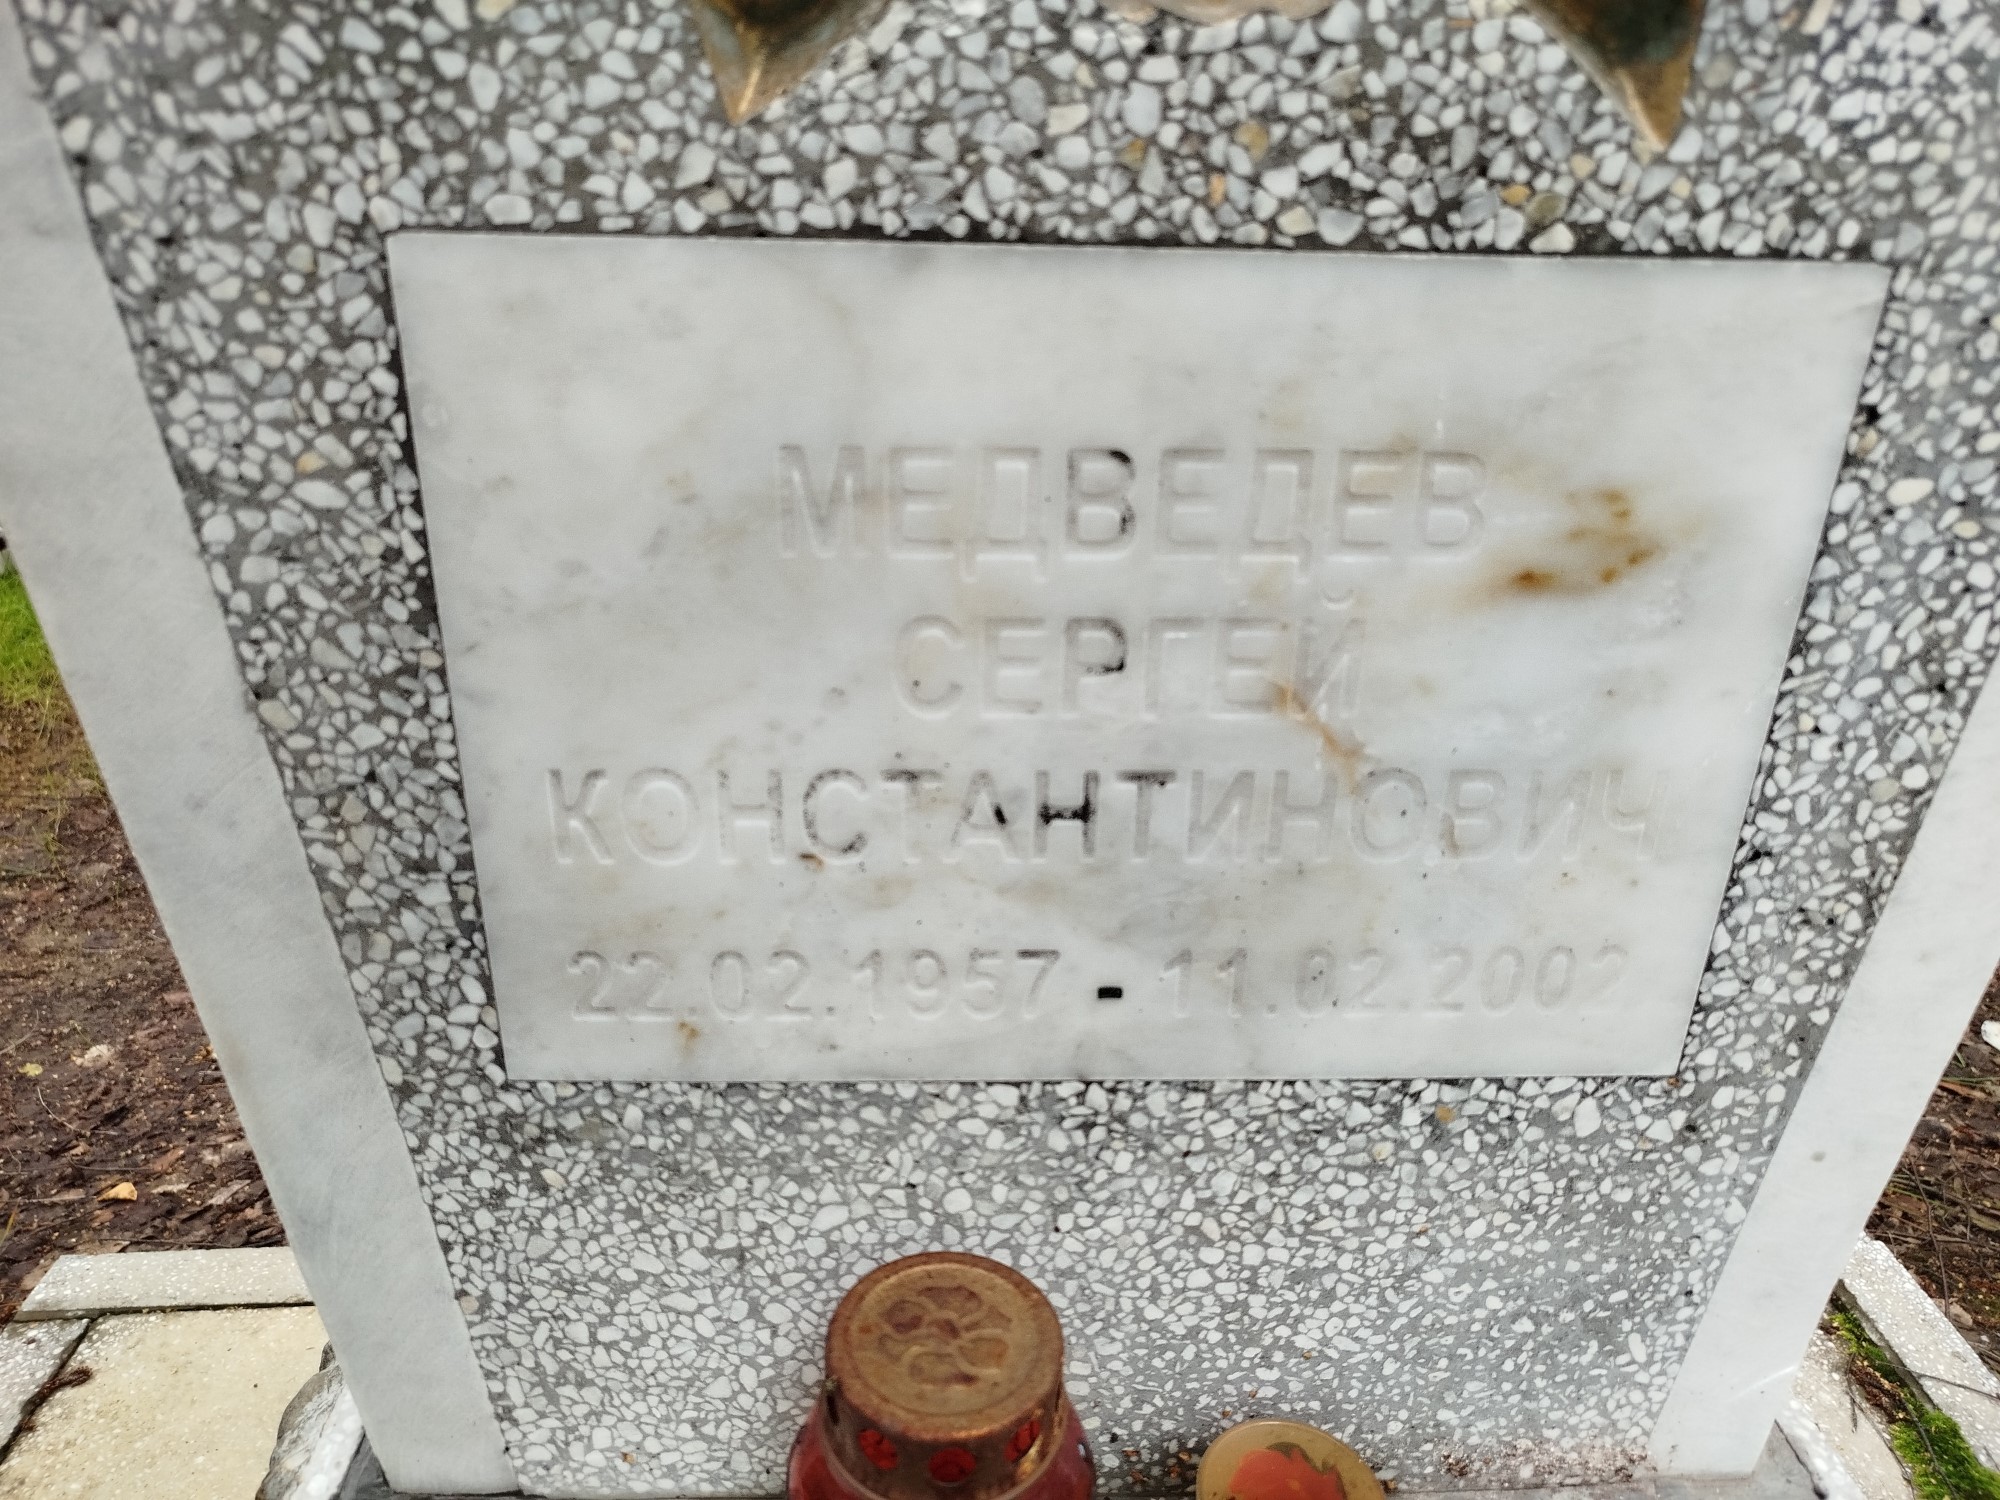 МЕДВЕДЕВ
СЕРГЕЙ
КОНСТАНТИНОВИЧ
22.02.1957 - 11.02.2002